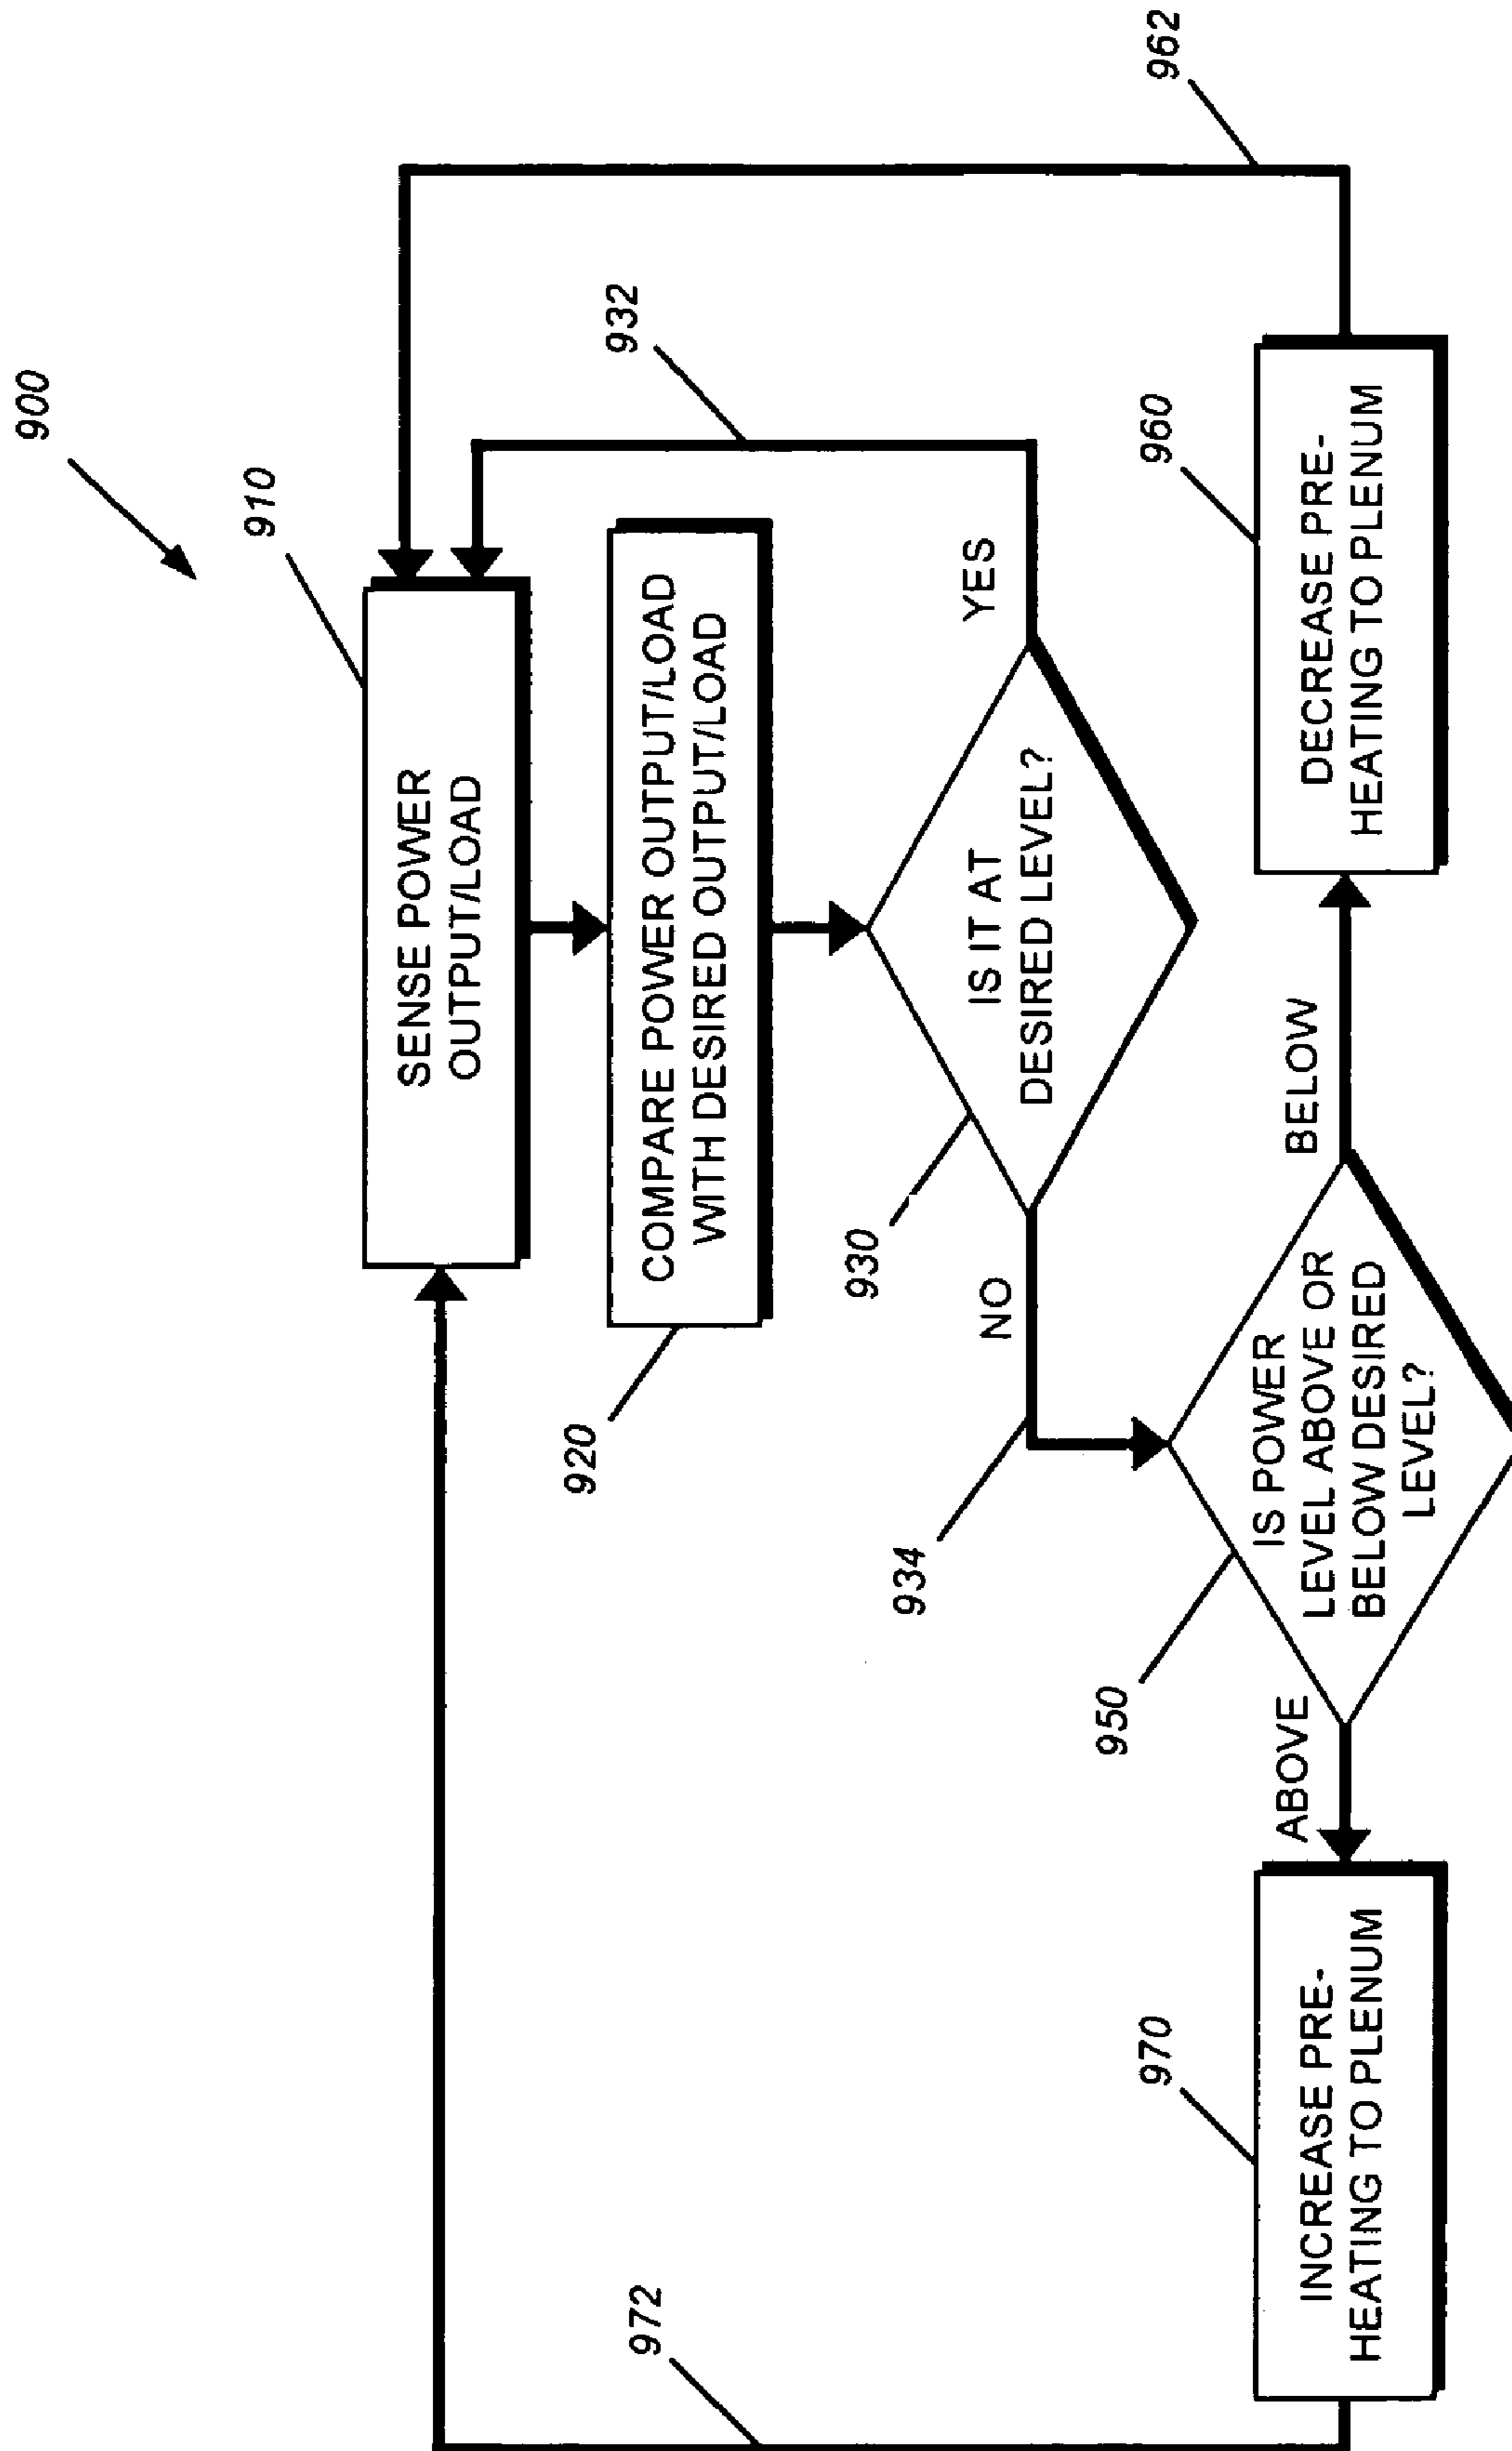 900
910
SENSE POWER
OUTPUT/LOAD
920
COMPARE POWER OUTPUT/LOAD
WITH DESIRED OUTPUT/LOAD
932
962
930
IS IT AT
DESIRED LEVEL?
YES
NO
934
950
IS POWER
LEVEL ABOVE OR
BELOW DESIRED
LEVEL?
BELOW
960
DECREASE PRE-
HEATING TO PLENUM
ABOVE
970
INCREASE PRE-
HEATING TO PLENUM
972